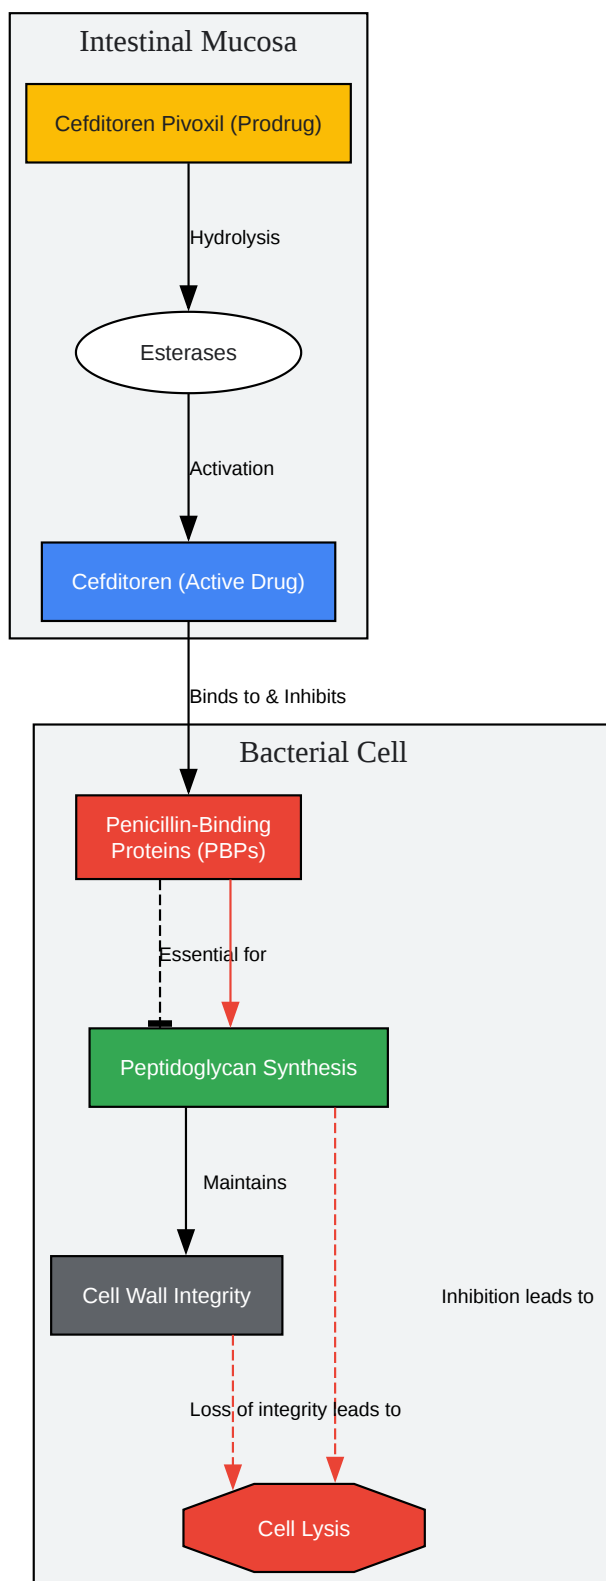 Intestinal Mucosa
Cefditoren Pivoxil (Prodrug)
Hydrolysis
Esterases
Activation
Cefditoren (Active Drug)
Binds to & Inhibits
Bacterial Cell
Penicillin-Binding
Proteins (PBPs)
Essential for
Peptidoglycan Synthesis
Maintains
Cell Wall Integrity
Inhibition leads to
Loss of integrity leads to
Cell Lysis